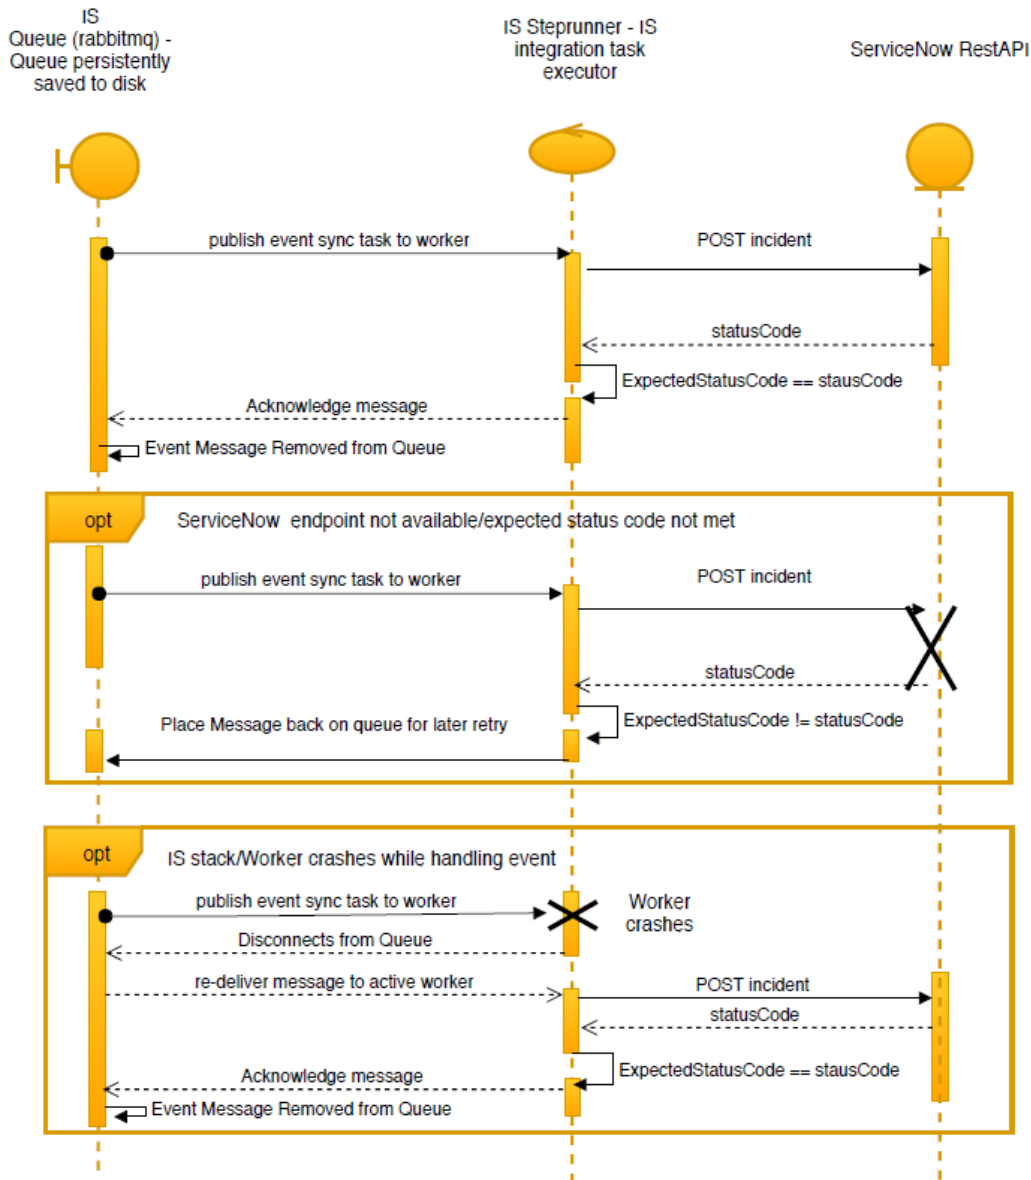 IS
Queue (rabbitmq) -
Queue persistently
saved to disk
IS Steprunner - IS
integration task
executor
ServiceNow RestAPI
publish event sync task to worker
POST incident
statusCode
ExpectedStatusCode == stausCode
Acknowledge message
Event Message Removed from Queue
opt
ServiceNow endpoint not available/expected status code not met
publish event sync task to worker
POST incident
statusCode
ExpectedStatusCode != statusCode
Place Message back on queue for later retry
opt
IS stack/Worker crashes while handling event
publish event sync task to worker
Worker
crashes
Disconnects from Queue
re-deliver message to active worker
POST incident
statusCode
ExpectedStatusCode == stausCode
Acknowledge message
Event Message Removed from Queue